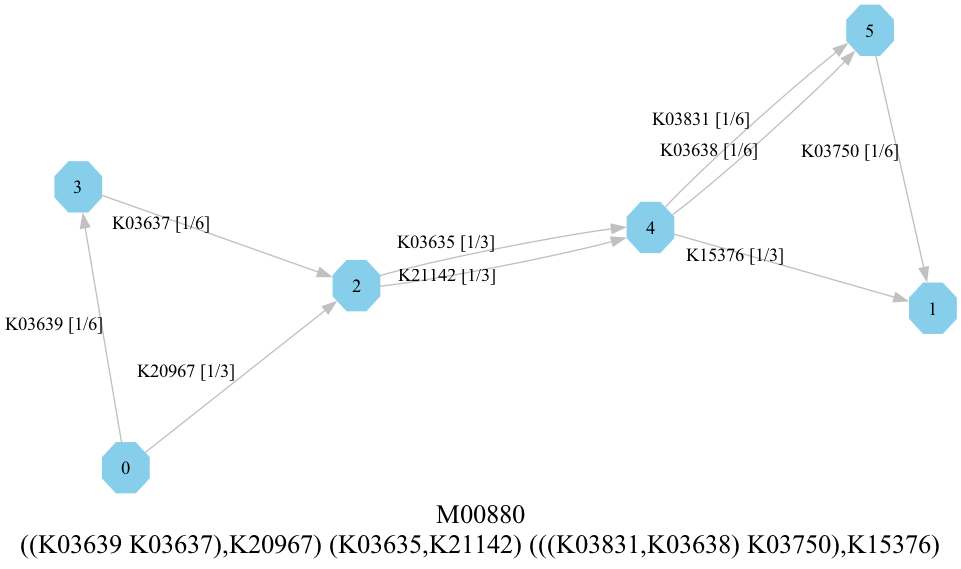 5
K03831 [1/6]
K03638 [1/6]
K03750 [1/6]
3
K03637 [1/6]
4
K03635 [1/3]
K15376 [1/3]
K21142 [1/3]
2
1
K03639 [1/6]
K20967 [1/3]
0
M00880
((K03639 K03637),K20967) (K03635,K21142) (((K03831,K03638) K03750),K15376)